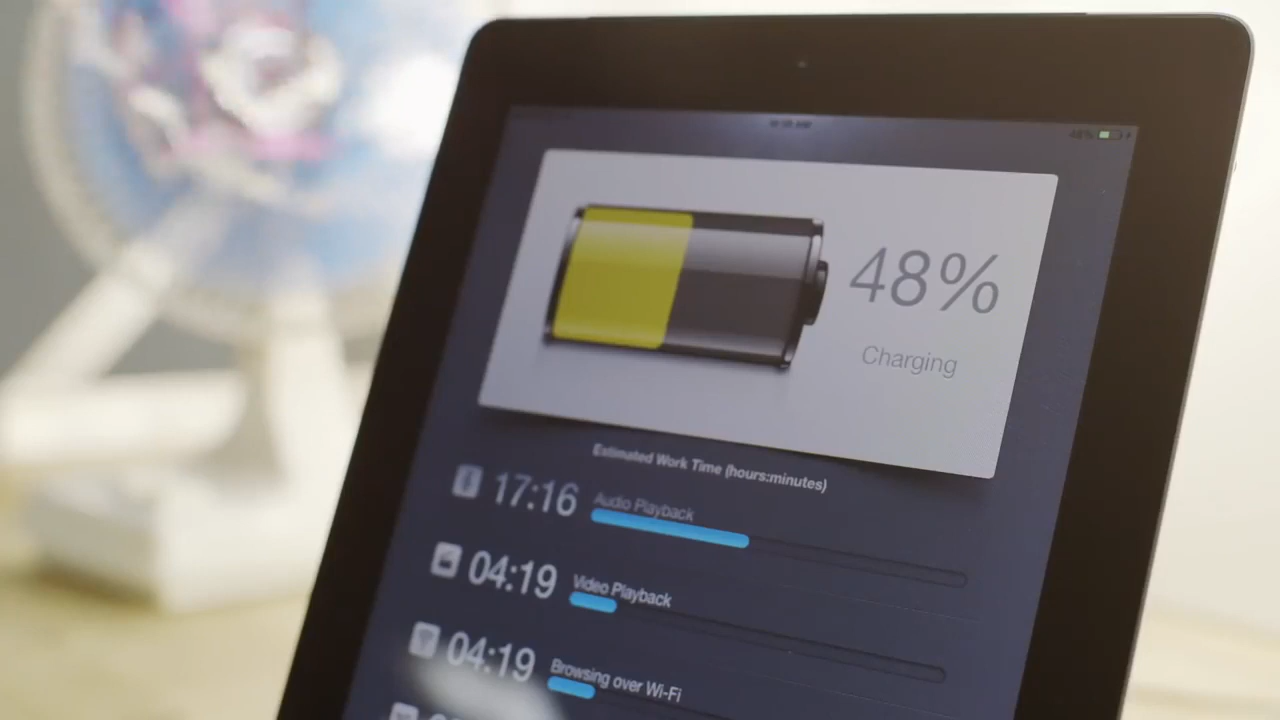 48%
48%
Charging
Estimated Work Time (hours:minutes)
17:16 Audio Playback
04:19 Video Playback
04:19 Browsing over Wi-Fi